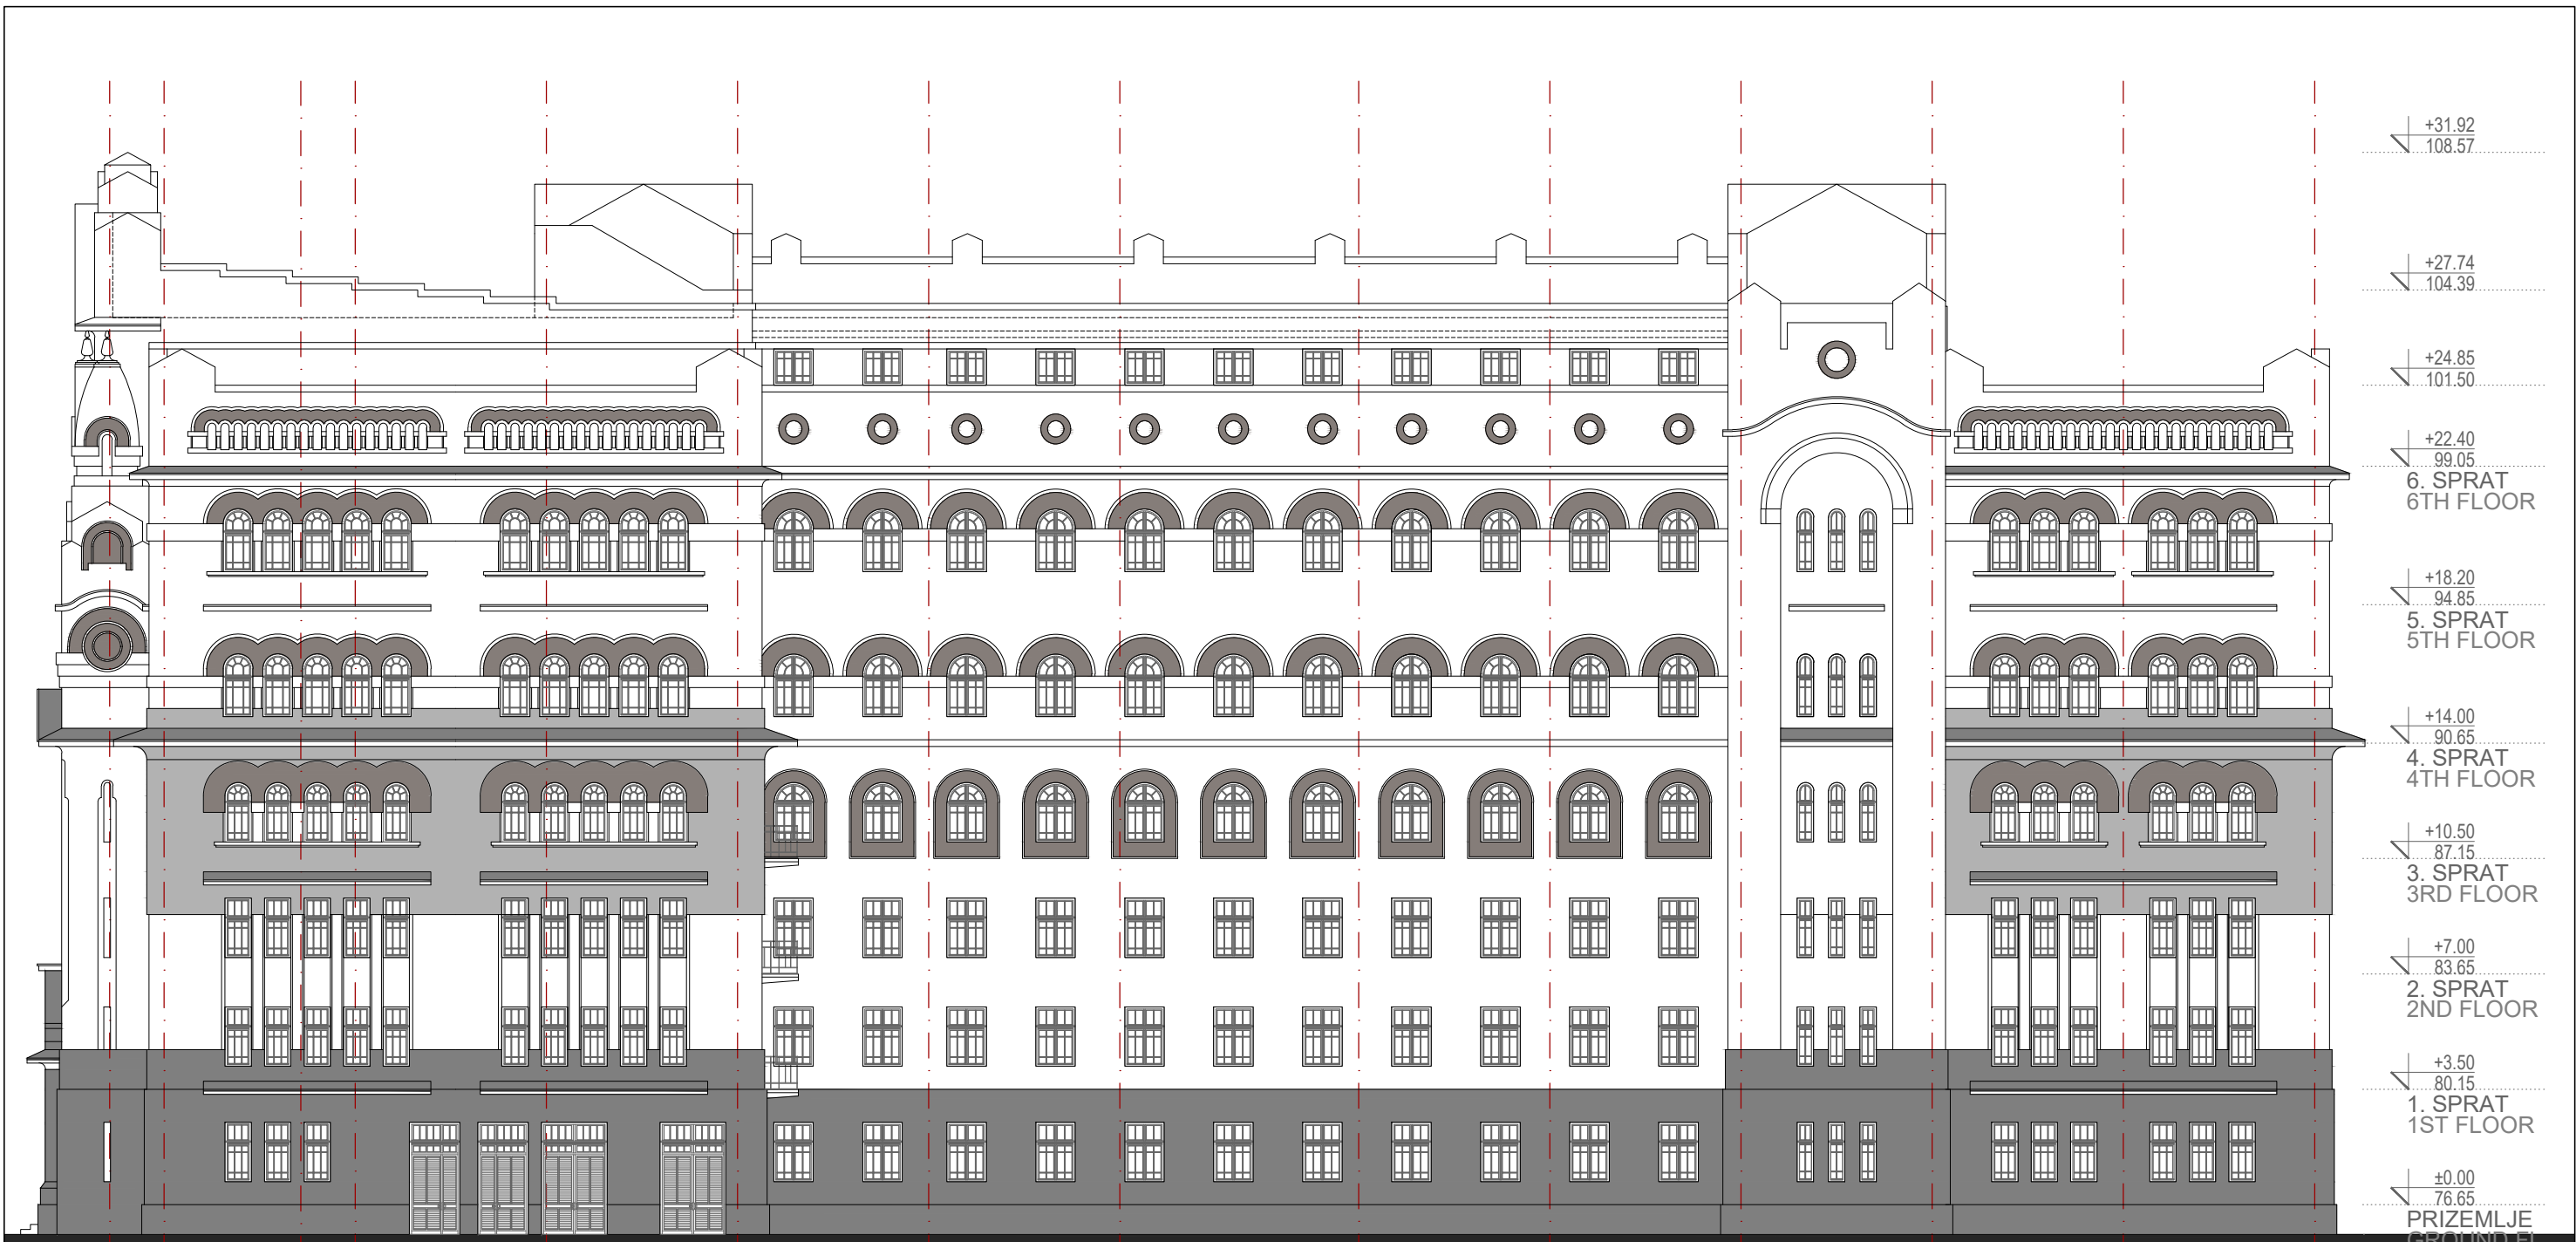 +31.92
108.57
+27.74
104.39
+24.85
101.50
+22.40
99.05
6. SPRAT
6TH FLOOR
+18.20
94.85
5. SPRAT
5TH FLOOR
+14.00
90.65
4. SPRAT
4TH FLOOR
+10.50
87.15
3. SPRAT
3RD FLOOR
+7.00
83.65
2. SPRAT
2ND FLOOR
+3.50
80.15
1. SPRAT
1ST FLOOR
±0.00
76.65
PRIZEMLJE
GROUND FL